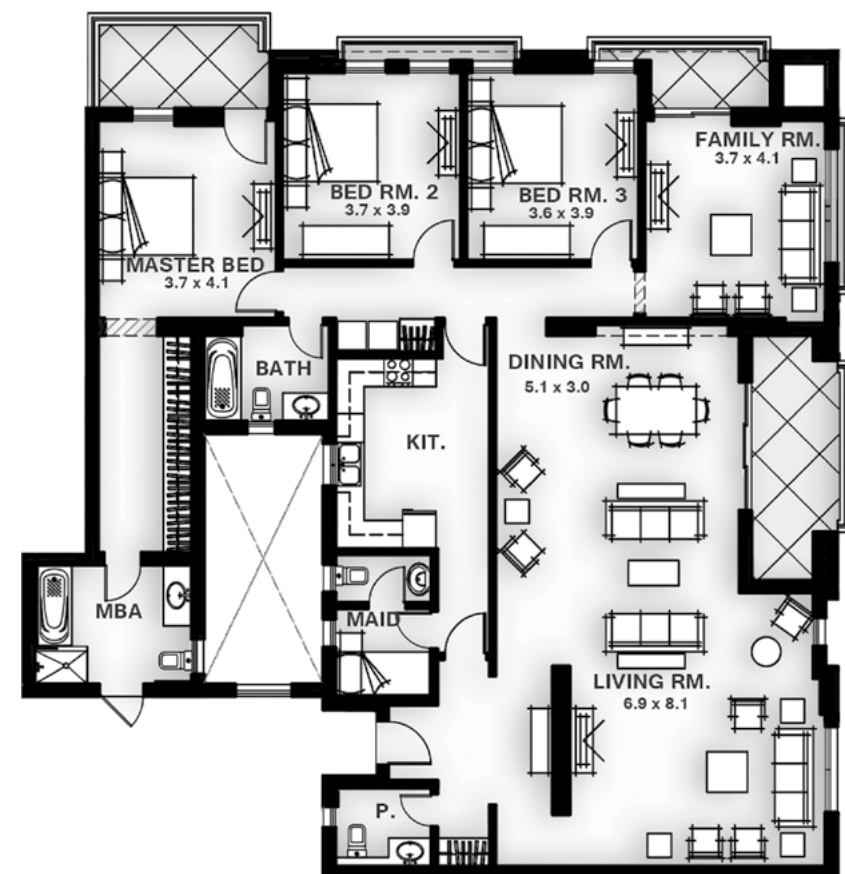 FAMILY RM.
3.7 x 4.1
BED RM. 2
3.7 x 3.9
BED RM. 3
3.6 x 3.9
MASTER BED
3.7 x 4.1
BATH
DINING RM.
5.1 x 3.0
KIT.
MBA
MAID
LIVING RM.
6.9 x 8.1
P.